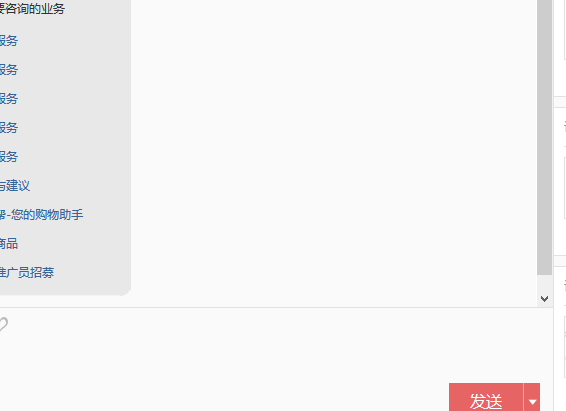 要咨询的业务
服务
服务
服务
服务
服务
与建议
帮-您的购物助手
商品
推广员招募
发送